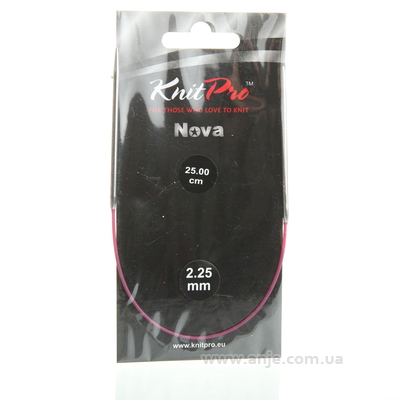 KnitPro™
FOR THOSE WHO LOVE TO KNIT
Nova
25.00
cm
2.25
mm
www.knitpro.eu
www.anje.com.ua